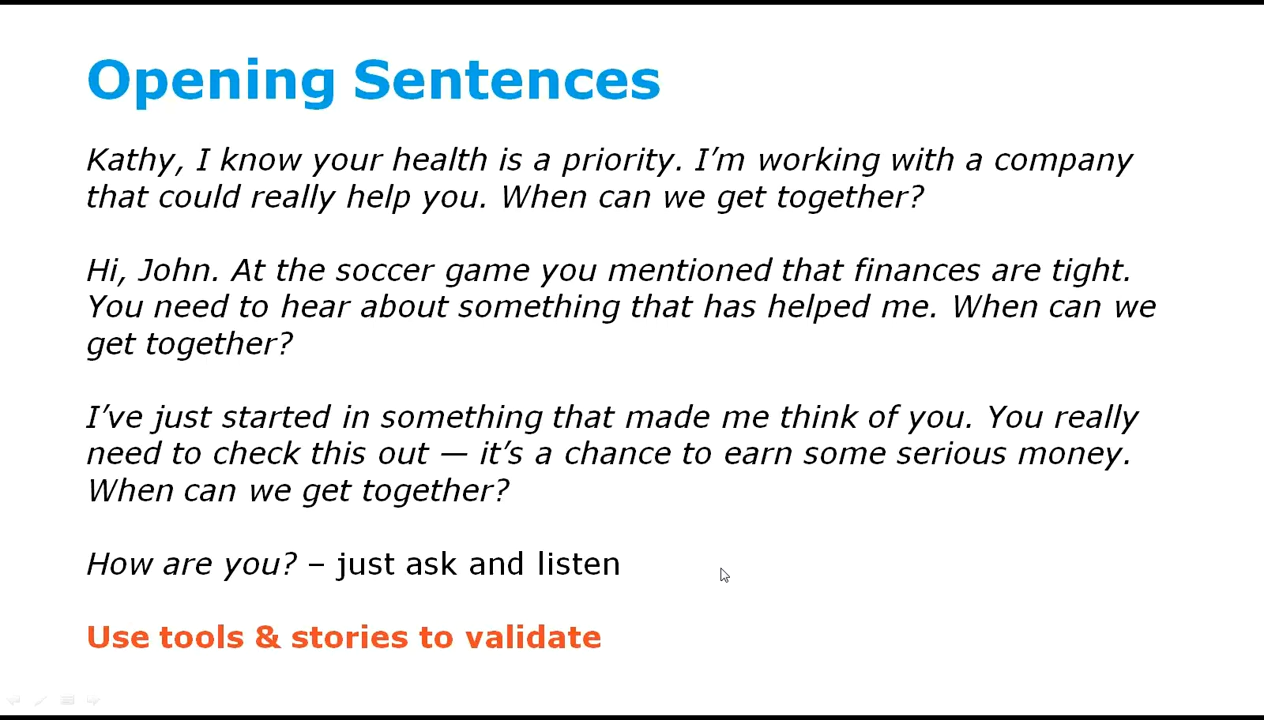 Opening Sentences
Kathy, I know your health is a priority. I’m working with a company
that could really help you. When can we get together?
Hi, John. At the soccer game you mentioned that finances are tight.
You need to hear about something that has helped me. When can we
get together?
I’ve just started in something that made me think of you. You really
need to check this out — it’s a chance to earn some serious money.
When can we get together?
How are you? – just ask and listen
Use tools & stories to validate